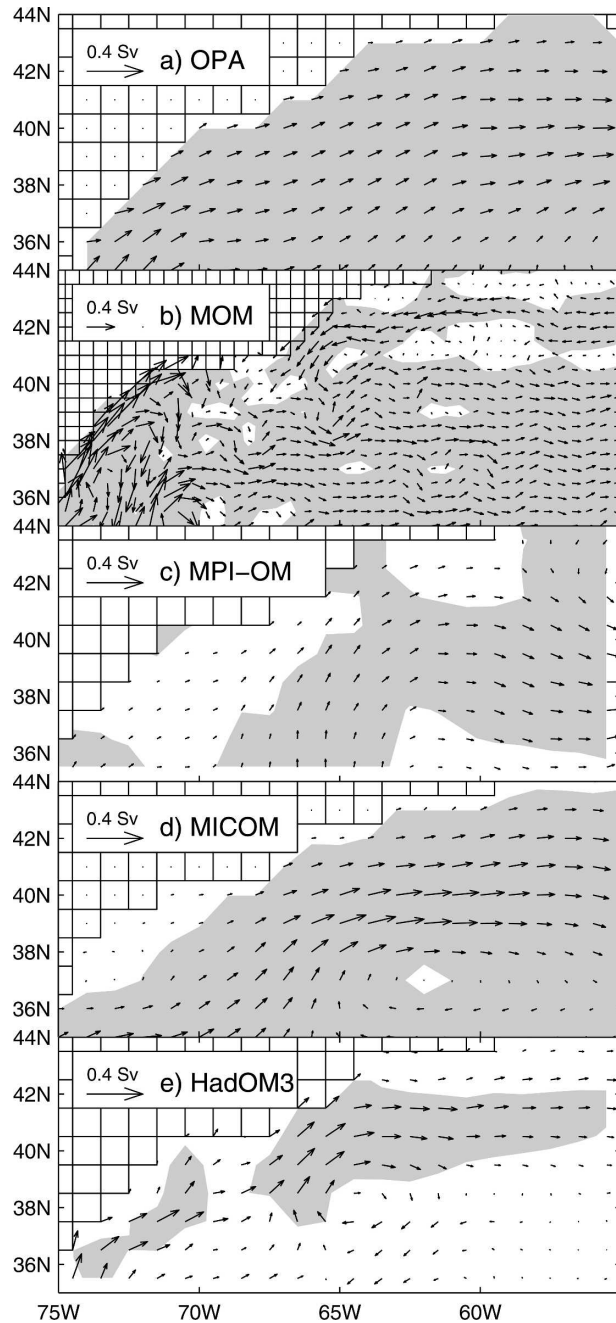 44N
0.4 Sv
a) OPA
42N
40N
38N
36N
44N
0.4 Sv
b) MOM
42N
40N
38N
36N
44N
0.4 Sv
c) MPI-OM
42N
40N
38N
36N
44N
0.4 Sv
d) MICOM
42N
40N
38N
36N
44N
0.4 Sv
e) HadOM3
42N
40N
38N
36N
75W 70W 65W 60W